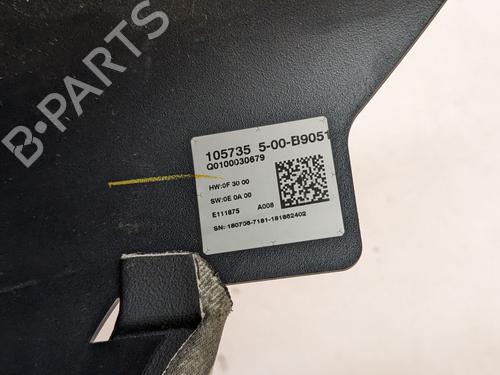 B-PARTS
105735 5-00-B9051
Q0100030679
HW:0F 30 00
SW:0E 0A 00
E111875 A008
SN: 180706-7181-181862402